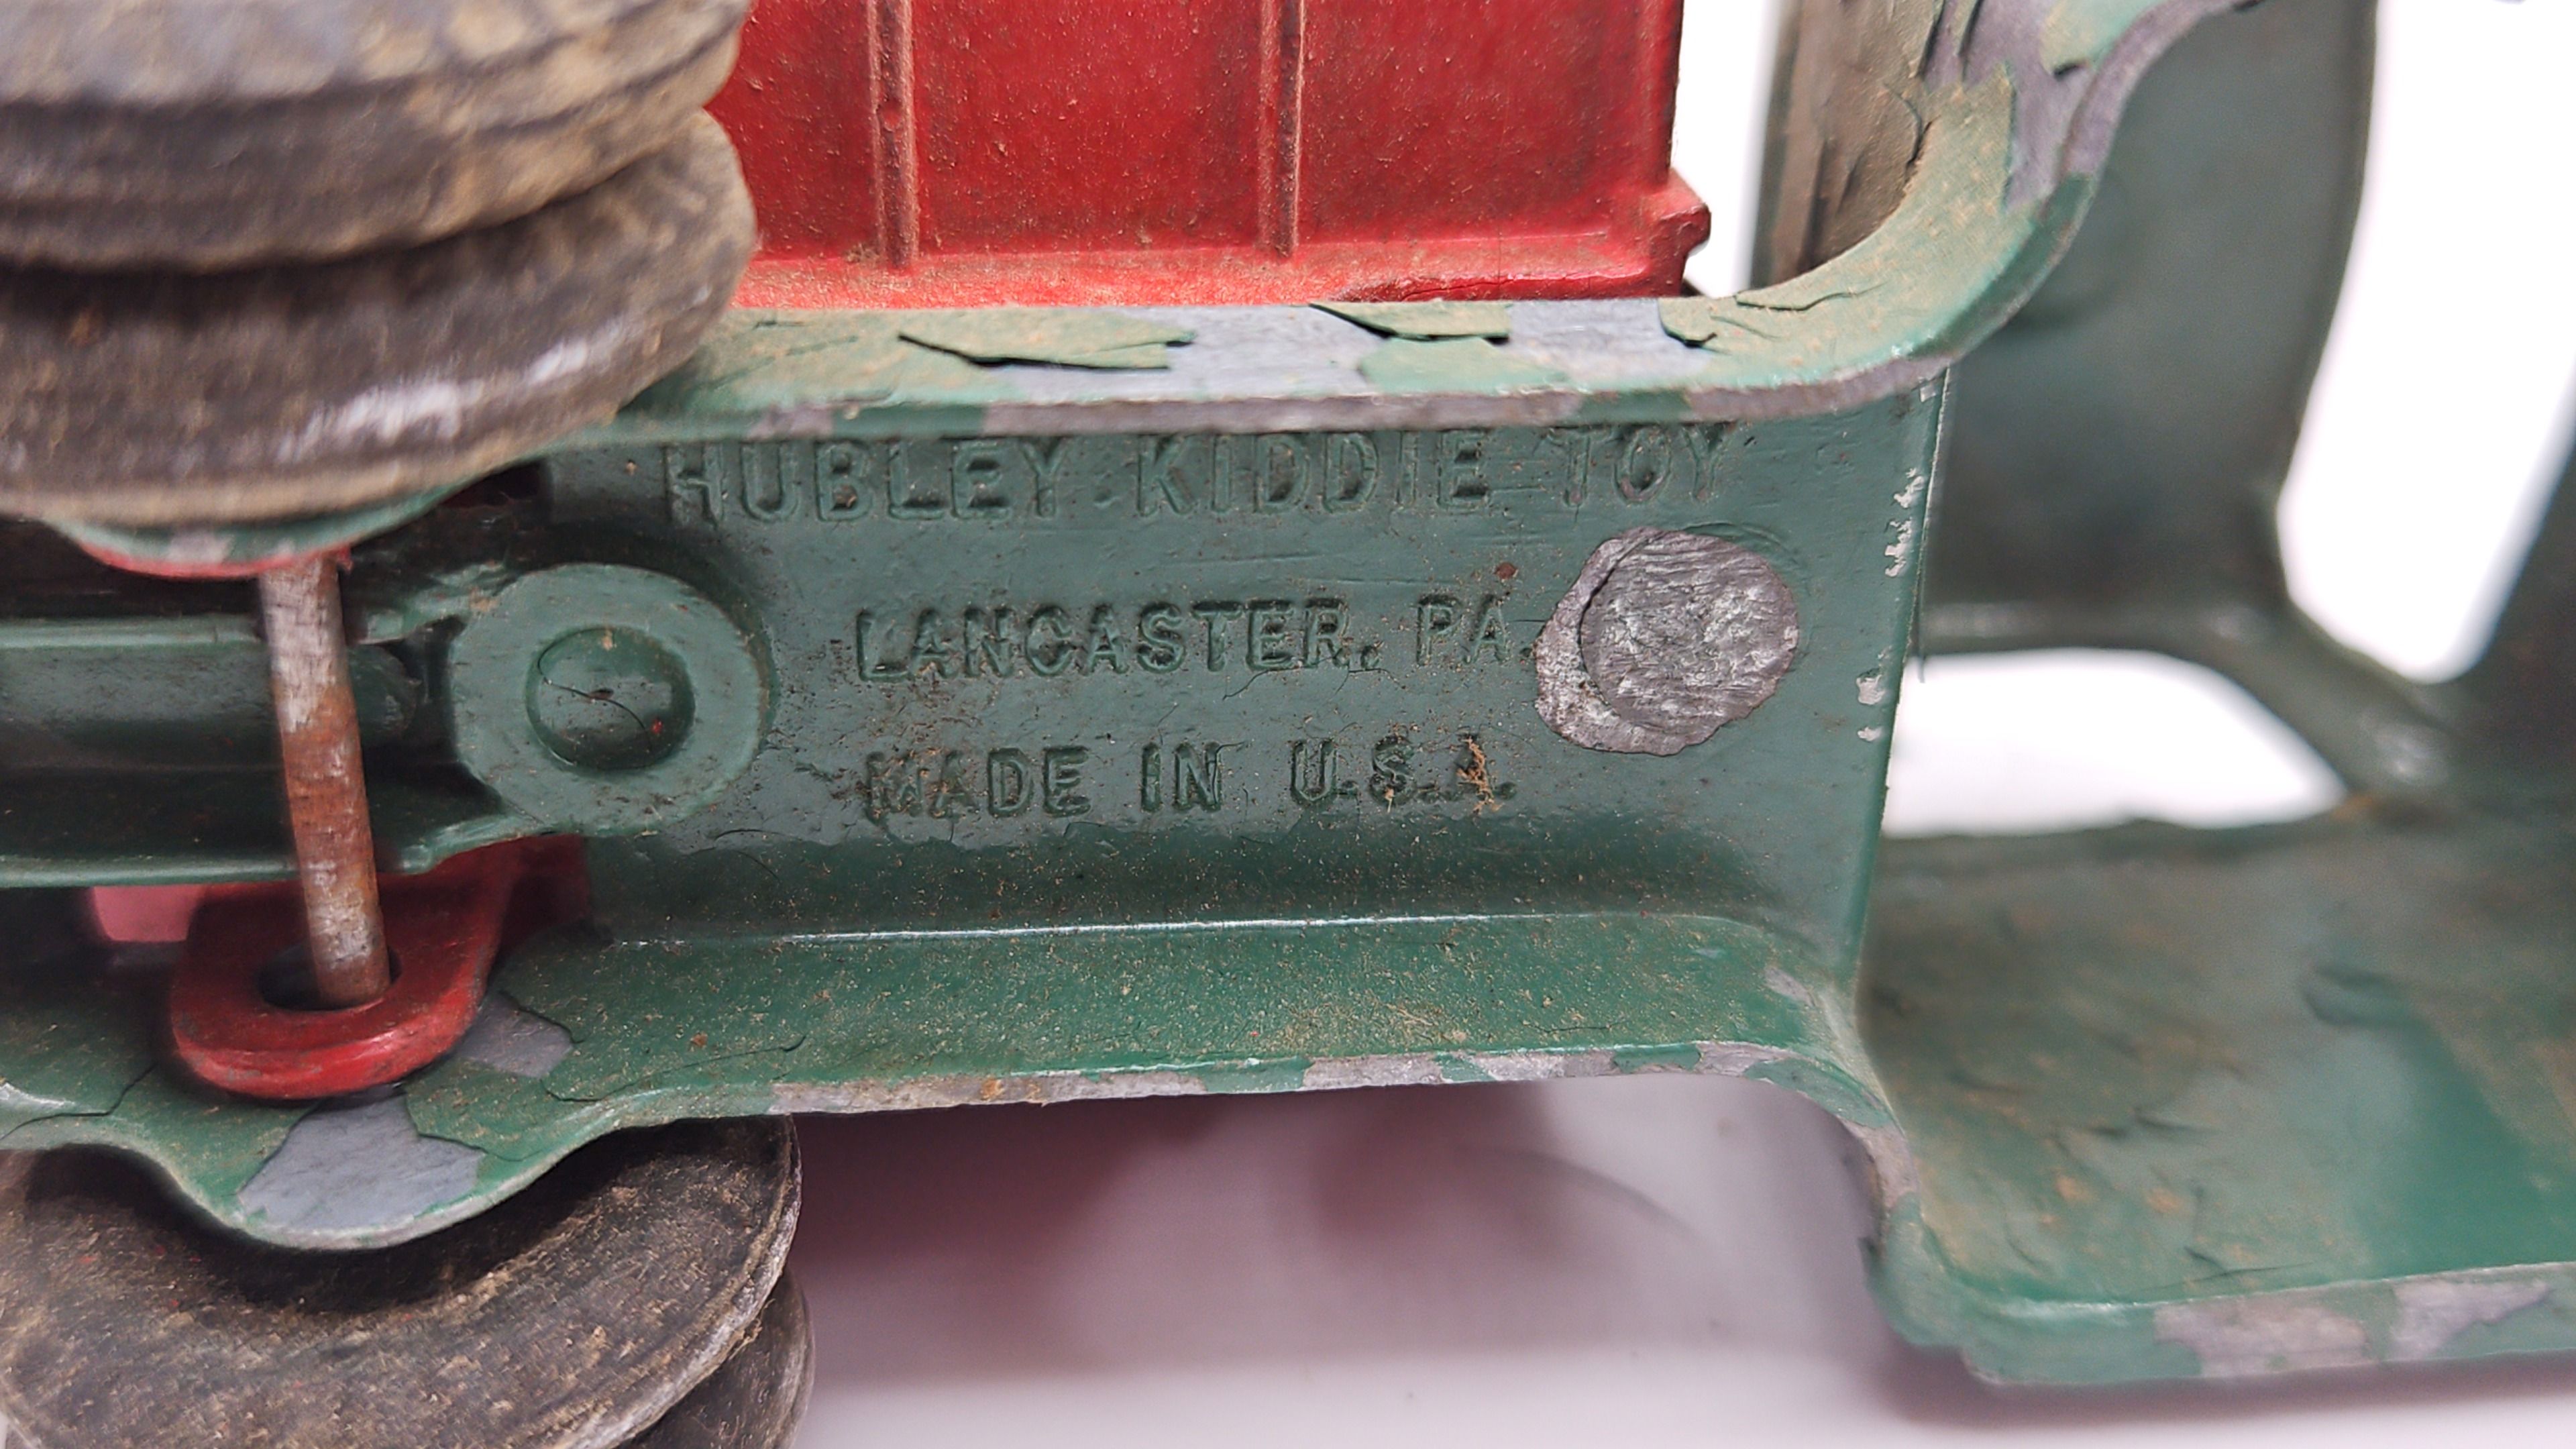 HUBLEY KIDDIE TOY
LANCASTER, PA.
MADE IN U.S.A.